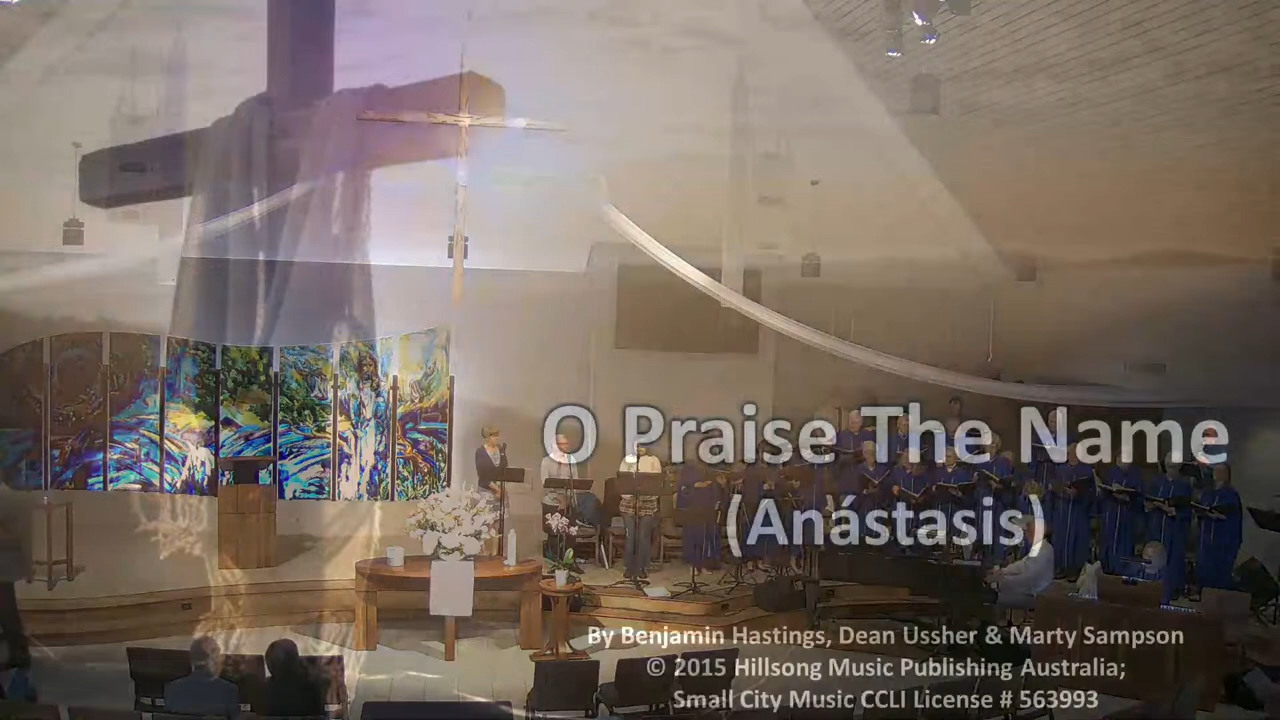 O Praise The Name
(Anástasis)
By Benjamin Hastings, Dean Ussher & Marty Sampson
© 2015 Hillsong Music Publishing Australia;
Small City Music CCLI License # 563993